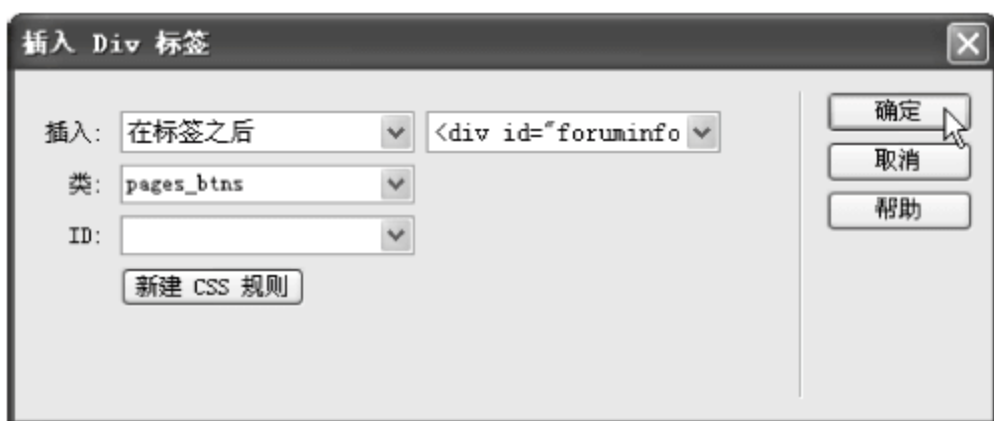 插入 Div 标签
插入: 在标签之后 <div id="foruminfo
确定
取消
类: pages_btns
帮助
ID:
新建 CSS 规则